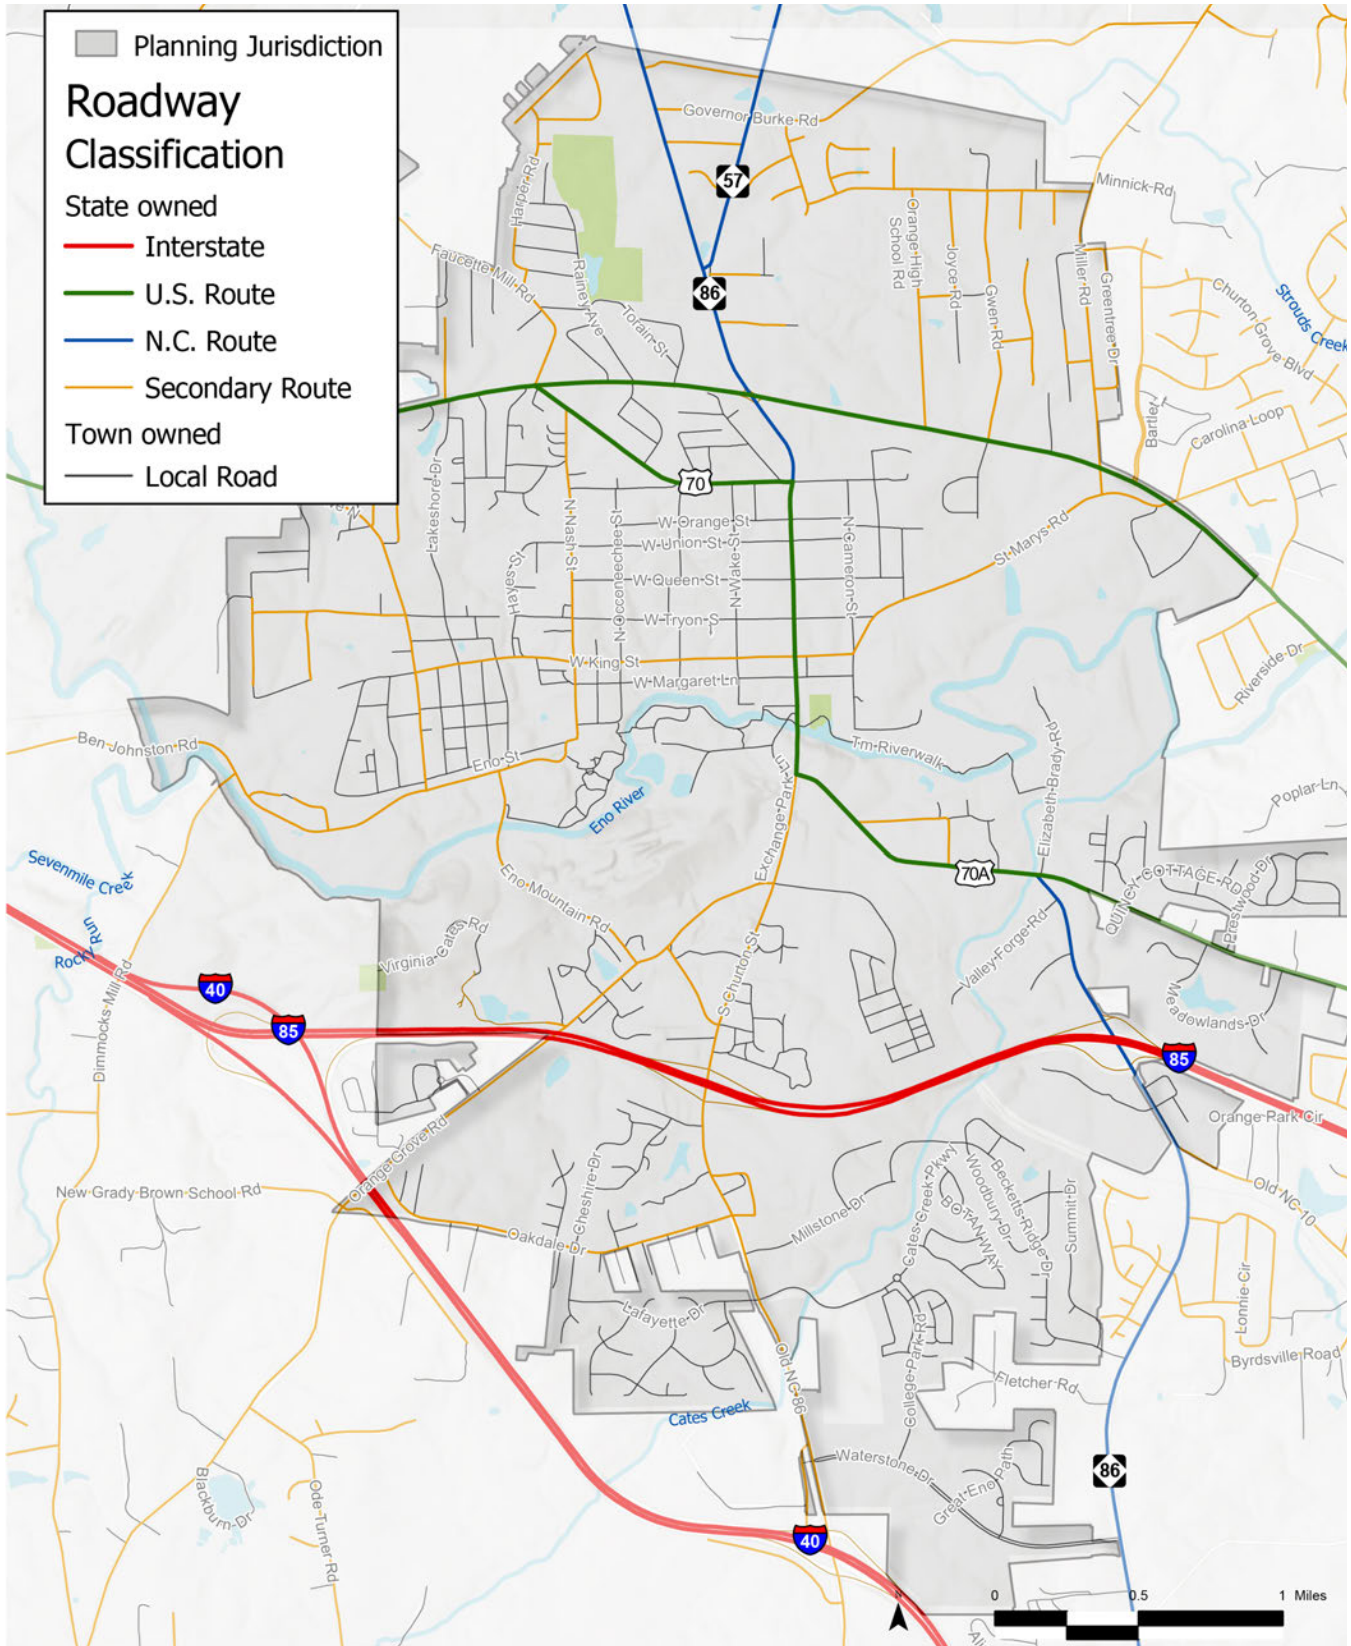 Planning Jurisdiction
Roadway
Classification
State owned
Interstate
U.S. Route
N.C. Route
Secondary Route
Town owned
Local Road
Governor Burke Rd
57
Minnick Rd
Harper Rd
Orange High
School Rd
Joyce Rd
Gwen Rd
Miller Rd
Greentree Dr
Faucette Mill Rd
Rainey Ave
Torain St
86
Churton Grove Blvd
Strouds Creek
Bartlet
Carolina Loop
Lakeshore Dr
70
N
Hayes St
N Nash St
N Occoneechee St
W Orange St
W Union St
N Wake St
N Cameron St
St Marys Rd
W Queen St
W Tryon S
W King St
W Margaret Ln
Riverside Dr
Ben Johnston Rd
Eno St
Tm Riverwalk
Elizabeth Brady Rd
Eno River
Exchange Park Ln
Poplar Ln
Sevenmile Creek
70A
QUINCY COTTAGE RD
Prestwood Dr
Eno Mountain Rd
Rocky Run
Virginia Cates Rd
S Churton St
Valley Forge Rd
Dimmocks Mill Rd
40
85
Meadowlands Dr
85
Orange Park Cir
Orange Grove Rd
New Grady Brown School Rd
Cheshire Dr
Oakdale Dr
Millstone Dr
Cates Creek Pkwy
BOTAN WAY
Woodbury Dr
Becketts Ridge Dr
Summit Dr
Old NC 10
Lafayette Dr
Lonnie Cir
Byrdsville Road
Old NC 86
College Park Rd
Fletcher Rd
Cates Creek
Waterstone Dr
Great Eno Path
86
Blackburn Dr
Ode Turner Rd
40
N
0 0.5 1 Miles